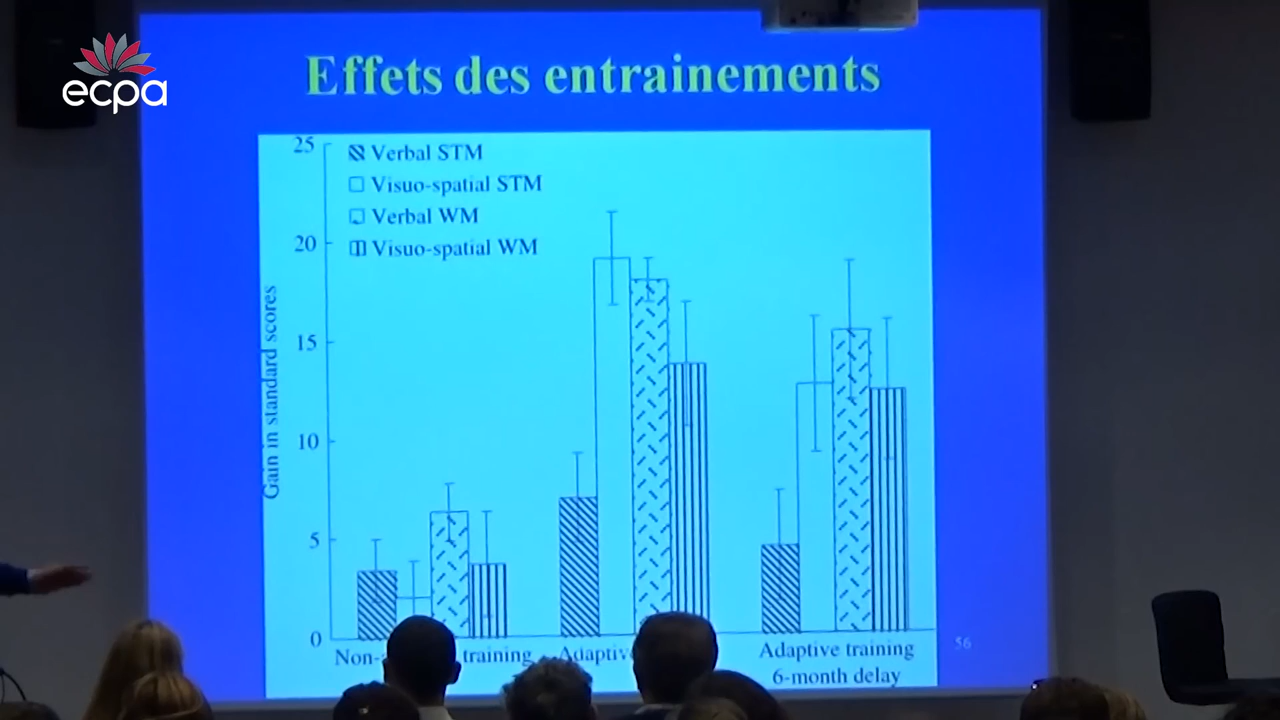 ecpa
Effets des entrainements
25
Verbal STM
Visuo-spatial STM
Verbal WM
Visuo-spatial WM
20
15
10
5
0
Gain in standard scores
Non- training
Adaptive training
6-month delay
56